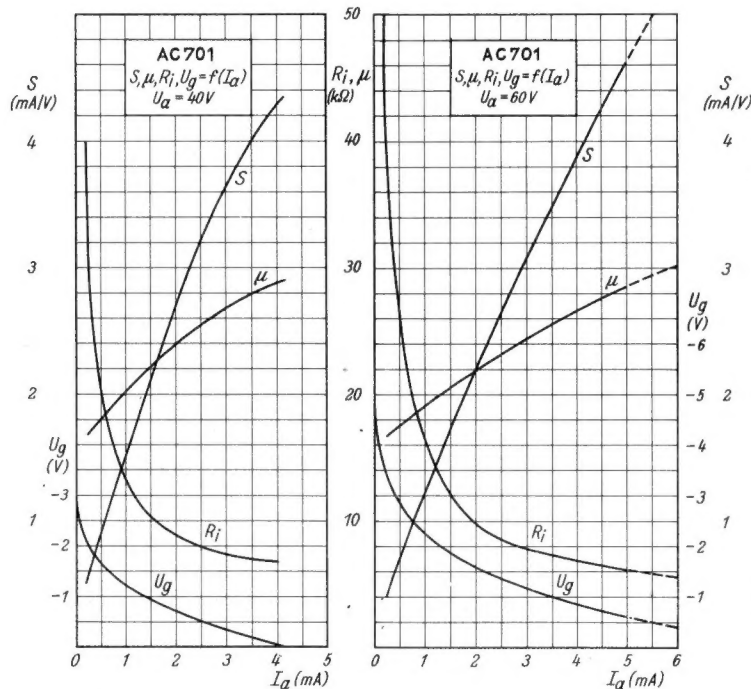 AC701
S, μ, Ri, Ug = f(Ia)
Ua = 40V
S
(mA/V)
4
3
2
Ug
(V)
-3
1
-2
-1
S
μ
Ri
Ug
0 1 2 3 4 5
Ia (mA)
Ri, μ
(kΩ)
50
40
30
20
10
AC701
S, μ, Ri, Ug = f(Ia)
Ua = 60V
S
μ
Ri
Ug
0 1 2 3 4 5 6
Ia (mA)
Ug
(V)
-6
-5
-4
-3
-2
-1
S
(mA/V)
4
3
2
1